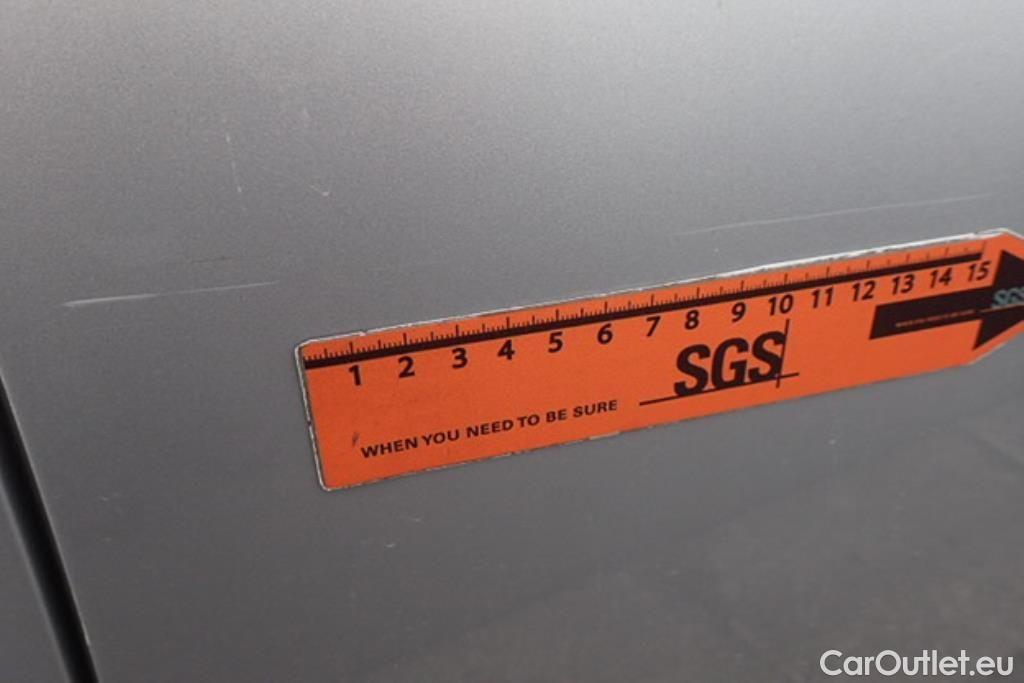 1 2 3 4 5 6 7 8 9 10 11 12 13 14 15
SGS
SGS
WHEN YOU NEED TO BE SURE
CarOutlet.eu